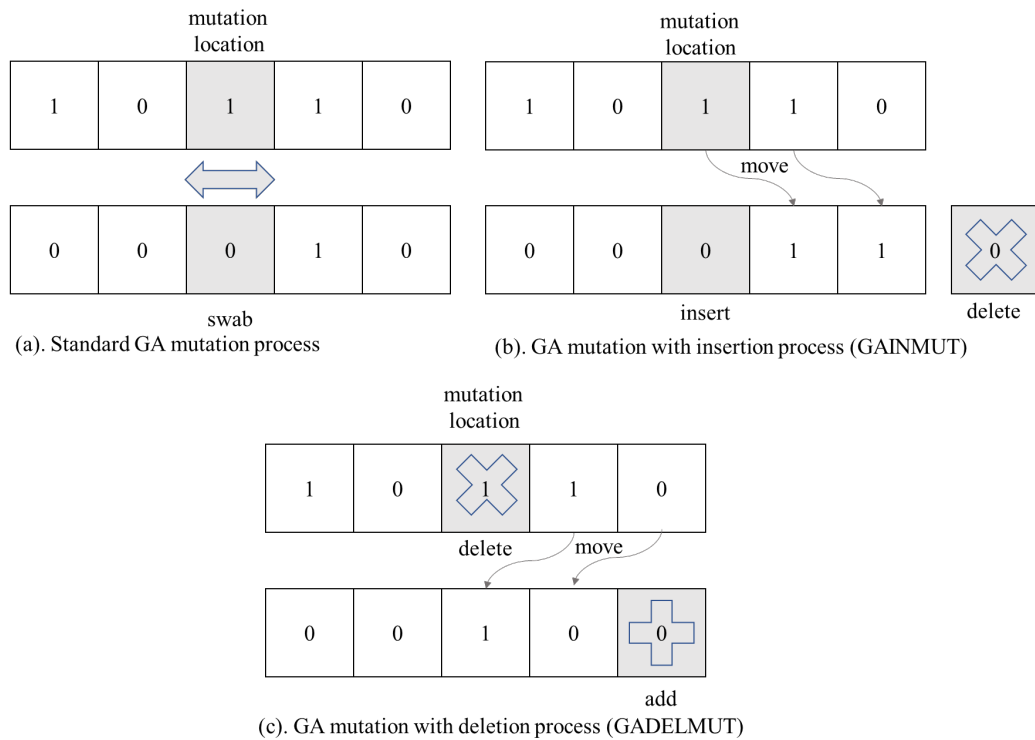 mutation
location
1 0 1 1 0
0 0 0 1 0
swab
(a). Standard GA mutation process
mutation
location
1 0 1 1 0
move
0 0 0 1 1 0
insert
delete
(b). GA mutation with insertion process (GAINMUT)
mutation
location
1 0 1 1 0
delete move
0 0 1 0 0
add
(c). GA mutation with deletion process (GADELMUT)